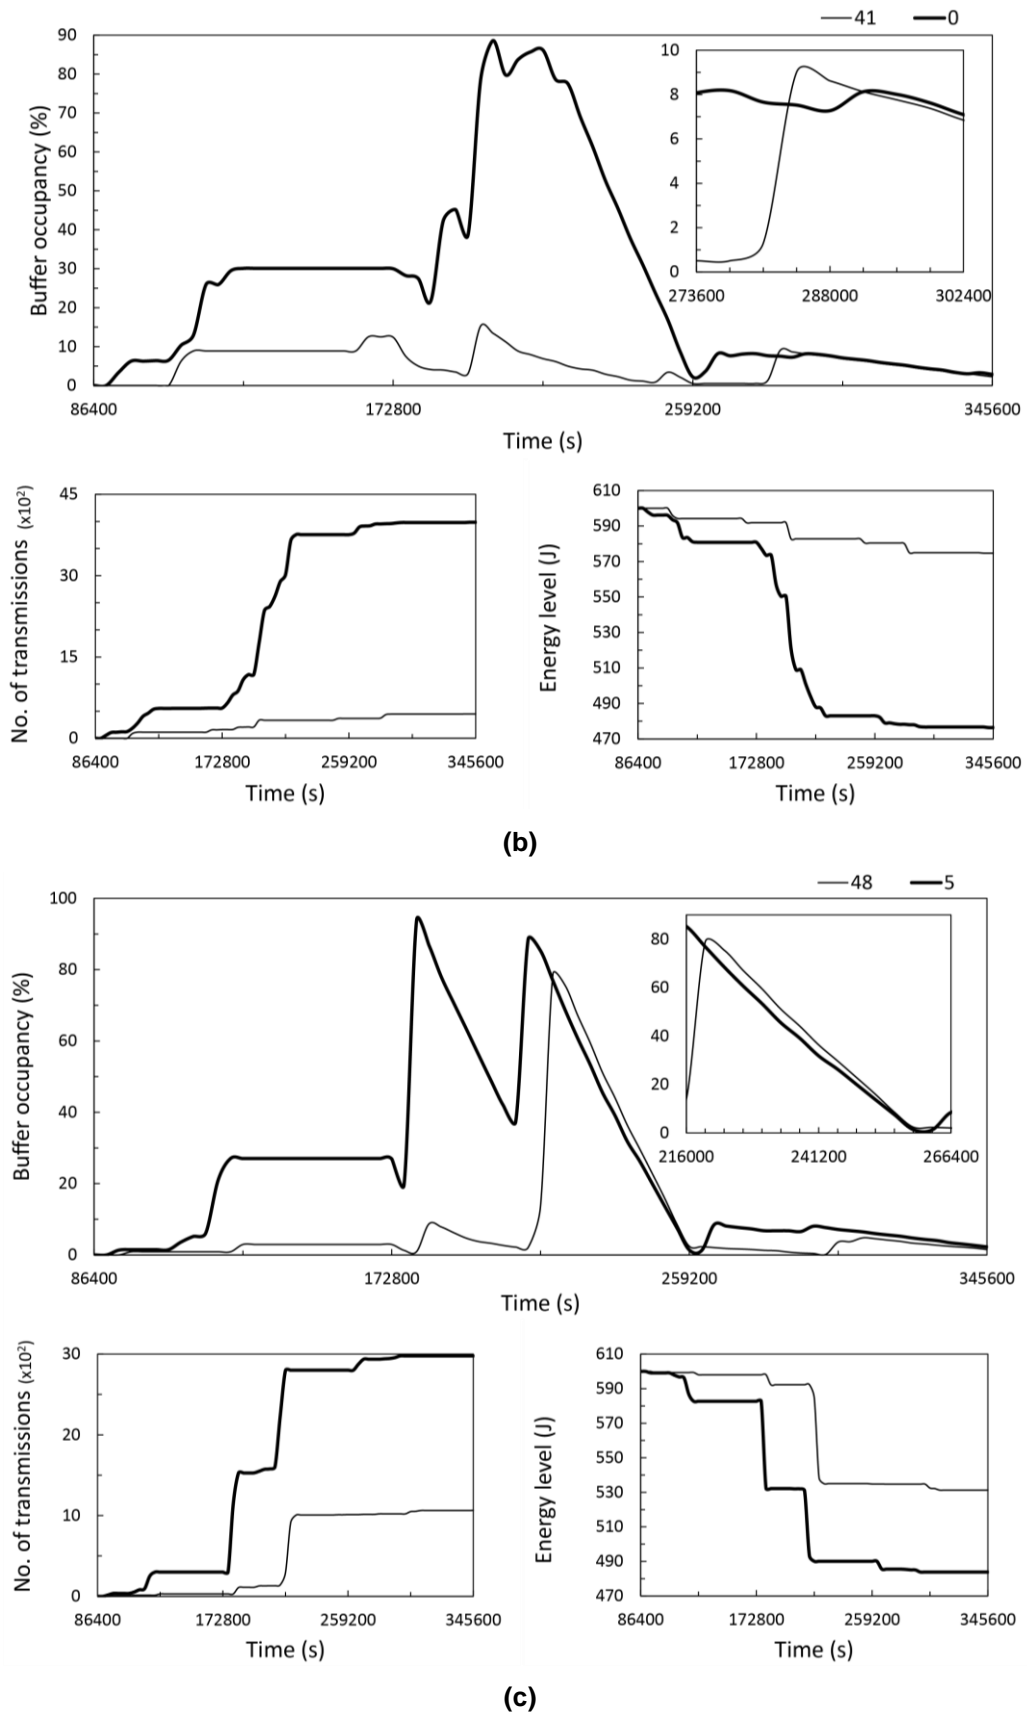 41 0
90
80
70
60
50
40
30
20
10
0
Buffer occupancy (%)
86400 172800 259200 345600
Time (s)
10
8
6
4
2
0
273600 288000 302400
45
30
15
0
No. of transmissions (x10²)
86400 172800 259200 345600
Time (s)
610
590
570
550
530
510
490
470
Energy level (J)
86400 172800 259200 345600
Time (s)
(b)
48 5
100
80
60
40
20
0
Buffer occupancy (%)
86400 172800 259200 345600
Time (s)
80
60
40
20
0
216000 241200 266400
30
20
10
0
No. of transmissions (x10²)
86400 172800 259200 345600
Time (s)
610
590
570
550
530
510
490
470
Energy level (J)
86400 172800 259200 345600
Time (s)
(c)